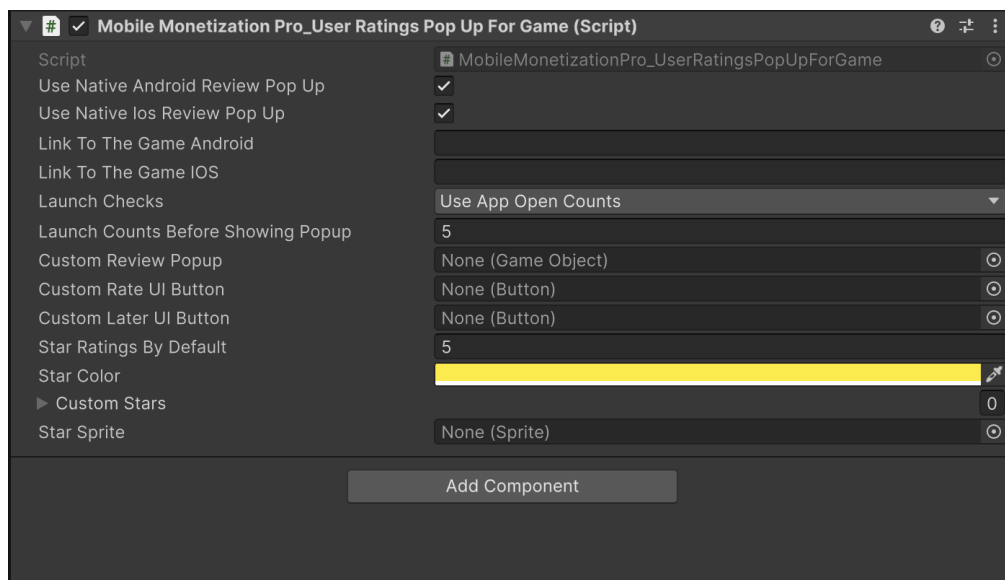 # Mobile Monetization Pro_User Ratings Pop Up For Game (Script)
Script # MobileMonetizationPro_UserRatingsPopUpForGame
Use Native Android Review Pop Up
Use Native Ios Review Pop Up
Link To The Game Android
Link To The Game IOS
Launch Checks Use App Open Counts
Launch Counts Before Showing Popup 5
Custom Review Popup None (Game Object)
Custom Rate UI Button None (Button)
Custom Later UI Button None (Button)
Star Ratings By Default 5
Star Color
Custom Stars 0
Star Sprite None (Sprite)
Add Component